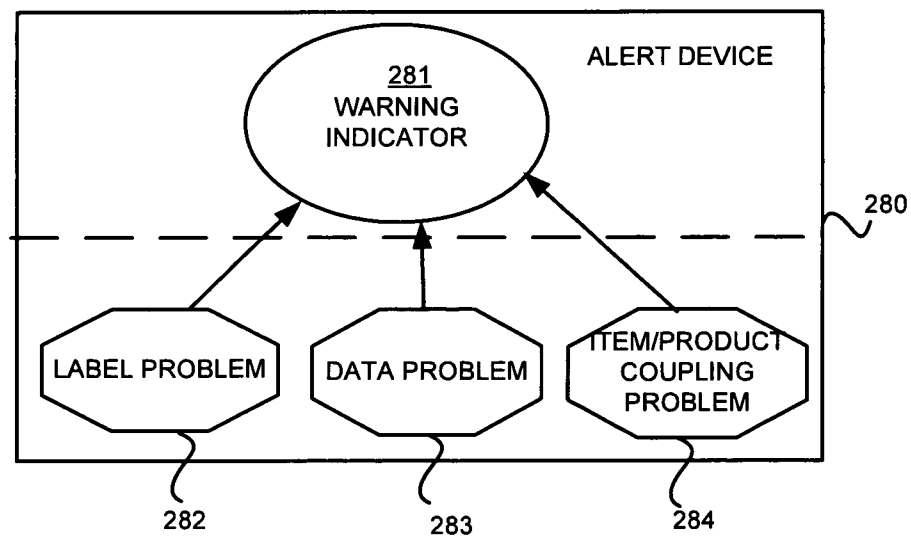 ALERT DEVICE
281
WARNING
INDICATOR
280
LABEL PROBLEM
DATA PROBLEM
ITEM/PRODUCT
COUPLING
PROBLEM
282
283
284